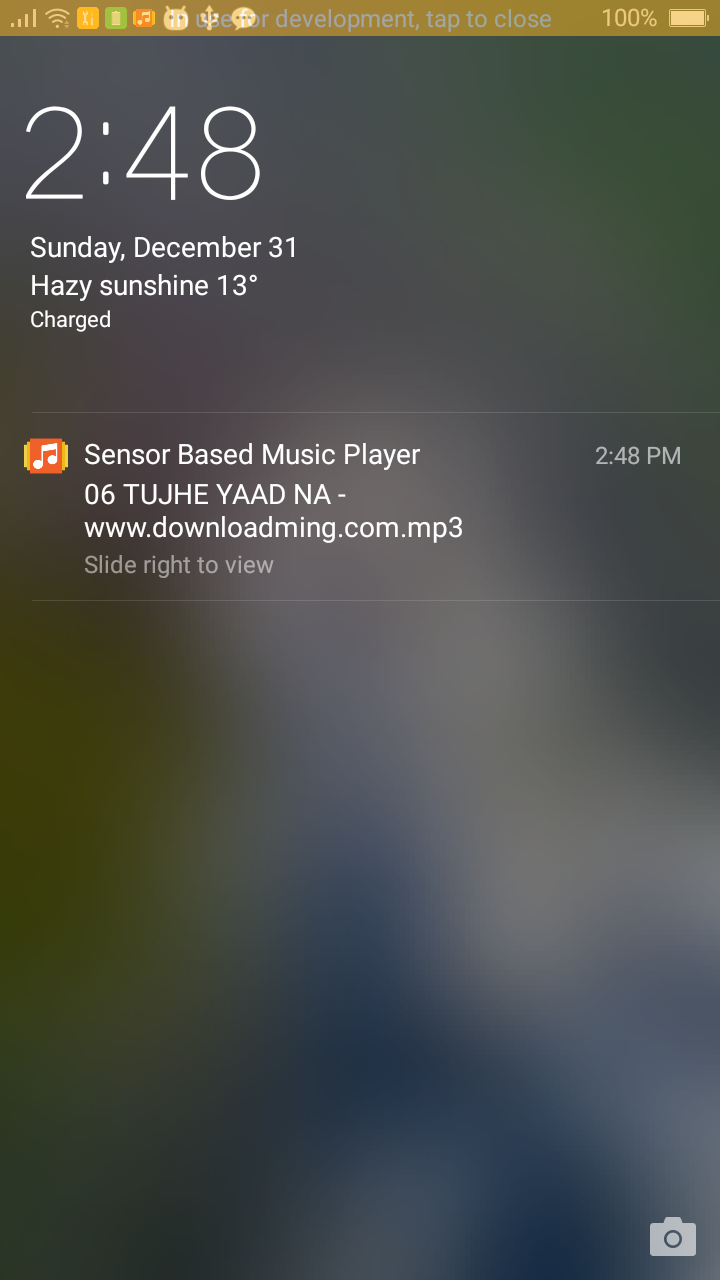 use for development, tap to close 100%
2:48
Sunday, December 31
Hazy sunshine 13°
Charged
Sensor Based Music Player 2:48 PM
06 TUJHE YAAD NA -
www.downloadming.com.mp3
Slide right to view